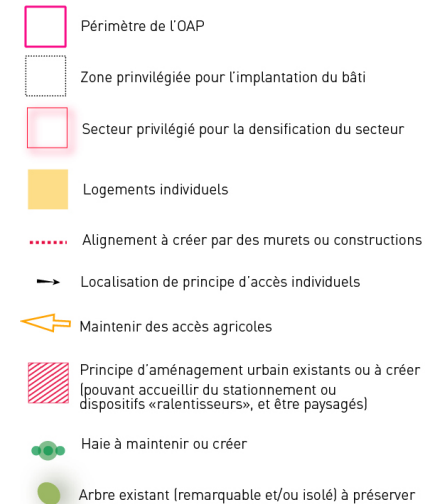 Périmètre de l'OAP
Zone prinvilégiée pour l'implantation du bâti
Secteur privilégié pour la densification du secteur
Logements individuels
Alignement à créer par des murets ou constructions
Localisation de principe d'accès individuels
Maintenir des accès agricoles
Principe d'aménagement urbain existants ou à créer
(pouvant accueillir du stationnement ou
dispositifs «ralentisseurs», et être paysagés)
Haie à maintenir ou créer
Arbre existant (remarquable et/ou isolé) à préserver